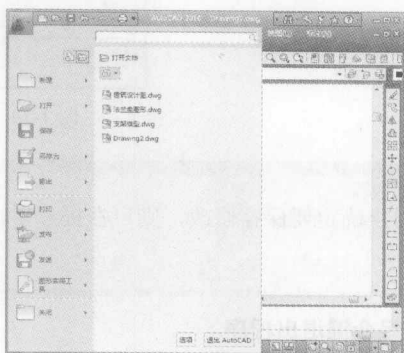 AutoCAD 2010 Drawing2.dwg
打开文档
新建
建筑设计图.dwg
打开
法兰盘图形.dwg
保存
支架模型.dwg
另存为
Drawing2.dwg
输出
打印
发布
发送
图形实用工具
关闭
选项
退出 AutoCAD